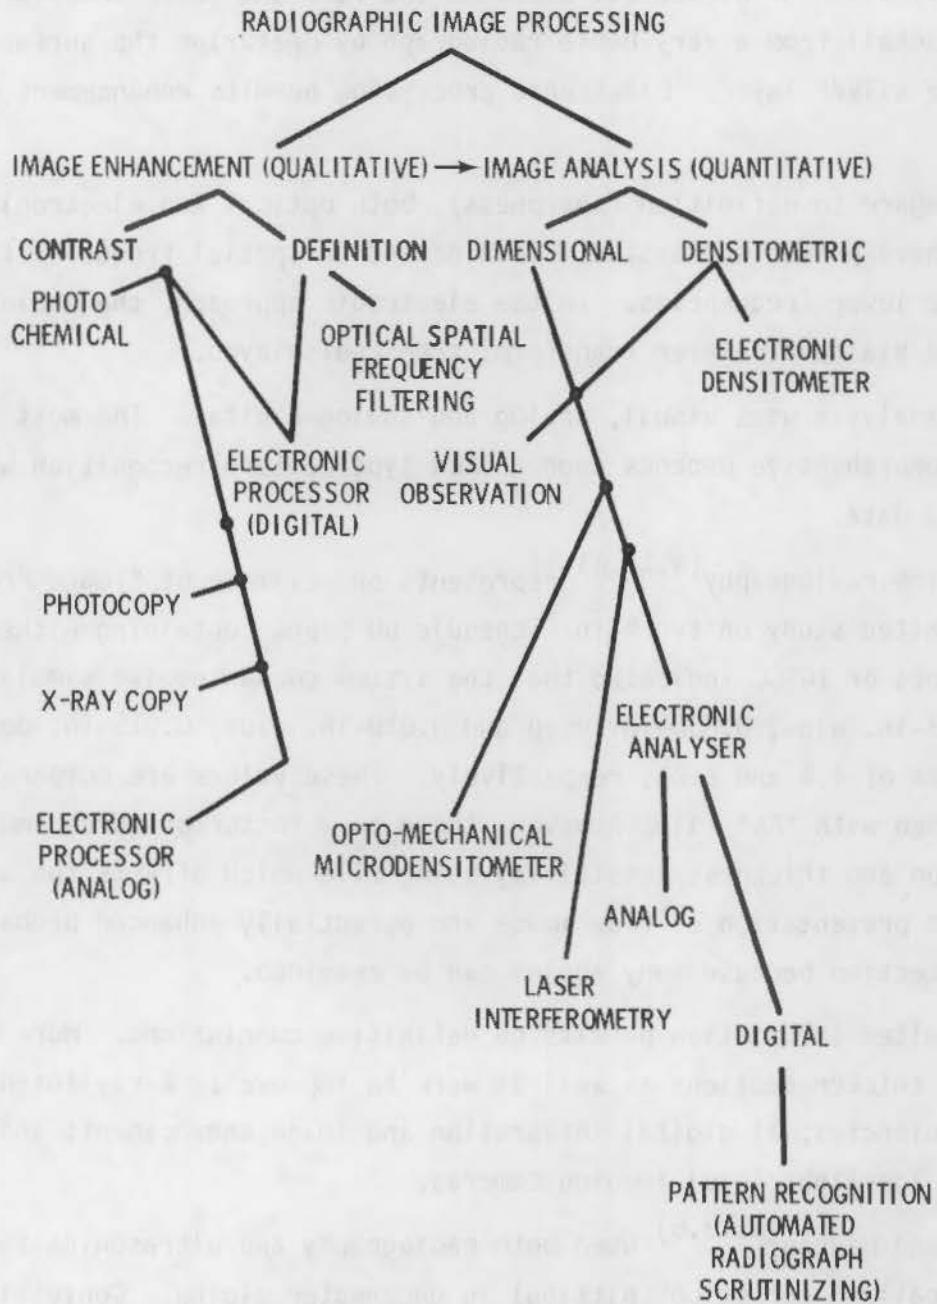 RADIOGRAPHIC IMAGE PROCESSING
IMAGE ENHANCEMENT (QUALITATIVE) → IMAGE ANALYSIS (QUANTITATIVE)
CONTRAST DEFINITION DIMENSIONAL DENSITOMETRIC
PHOTO
CHEMICAL
OPTICAL SPATIAL
FREQUENCY
FILTERING
ELECTRONIC
DENSITOMETER
ELECTRONIC
PROCESSOR
(DIGITAL)
VISUAL
OBSERVATION
PHOTOCOPY
X-RAY COPY
ELECTRONIC
ANALYSER
ELECTRONIC
PROCESSOR
(ANALOG)
OPTO-MECHANICAL
MICRODENSITOMETER
ANALOG
LASER
INTERFEROMETRY
DIGITAL
PATTERN RECOGNITION
(AUTOMATED
RADIOGRAPH
SCRUTINIZING)